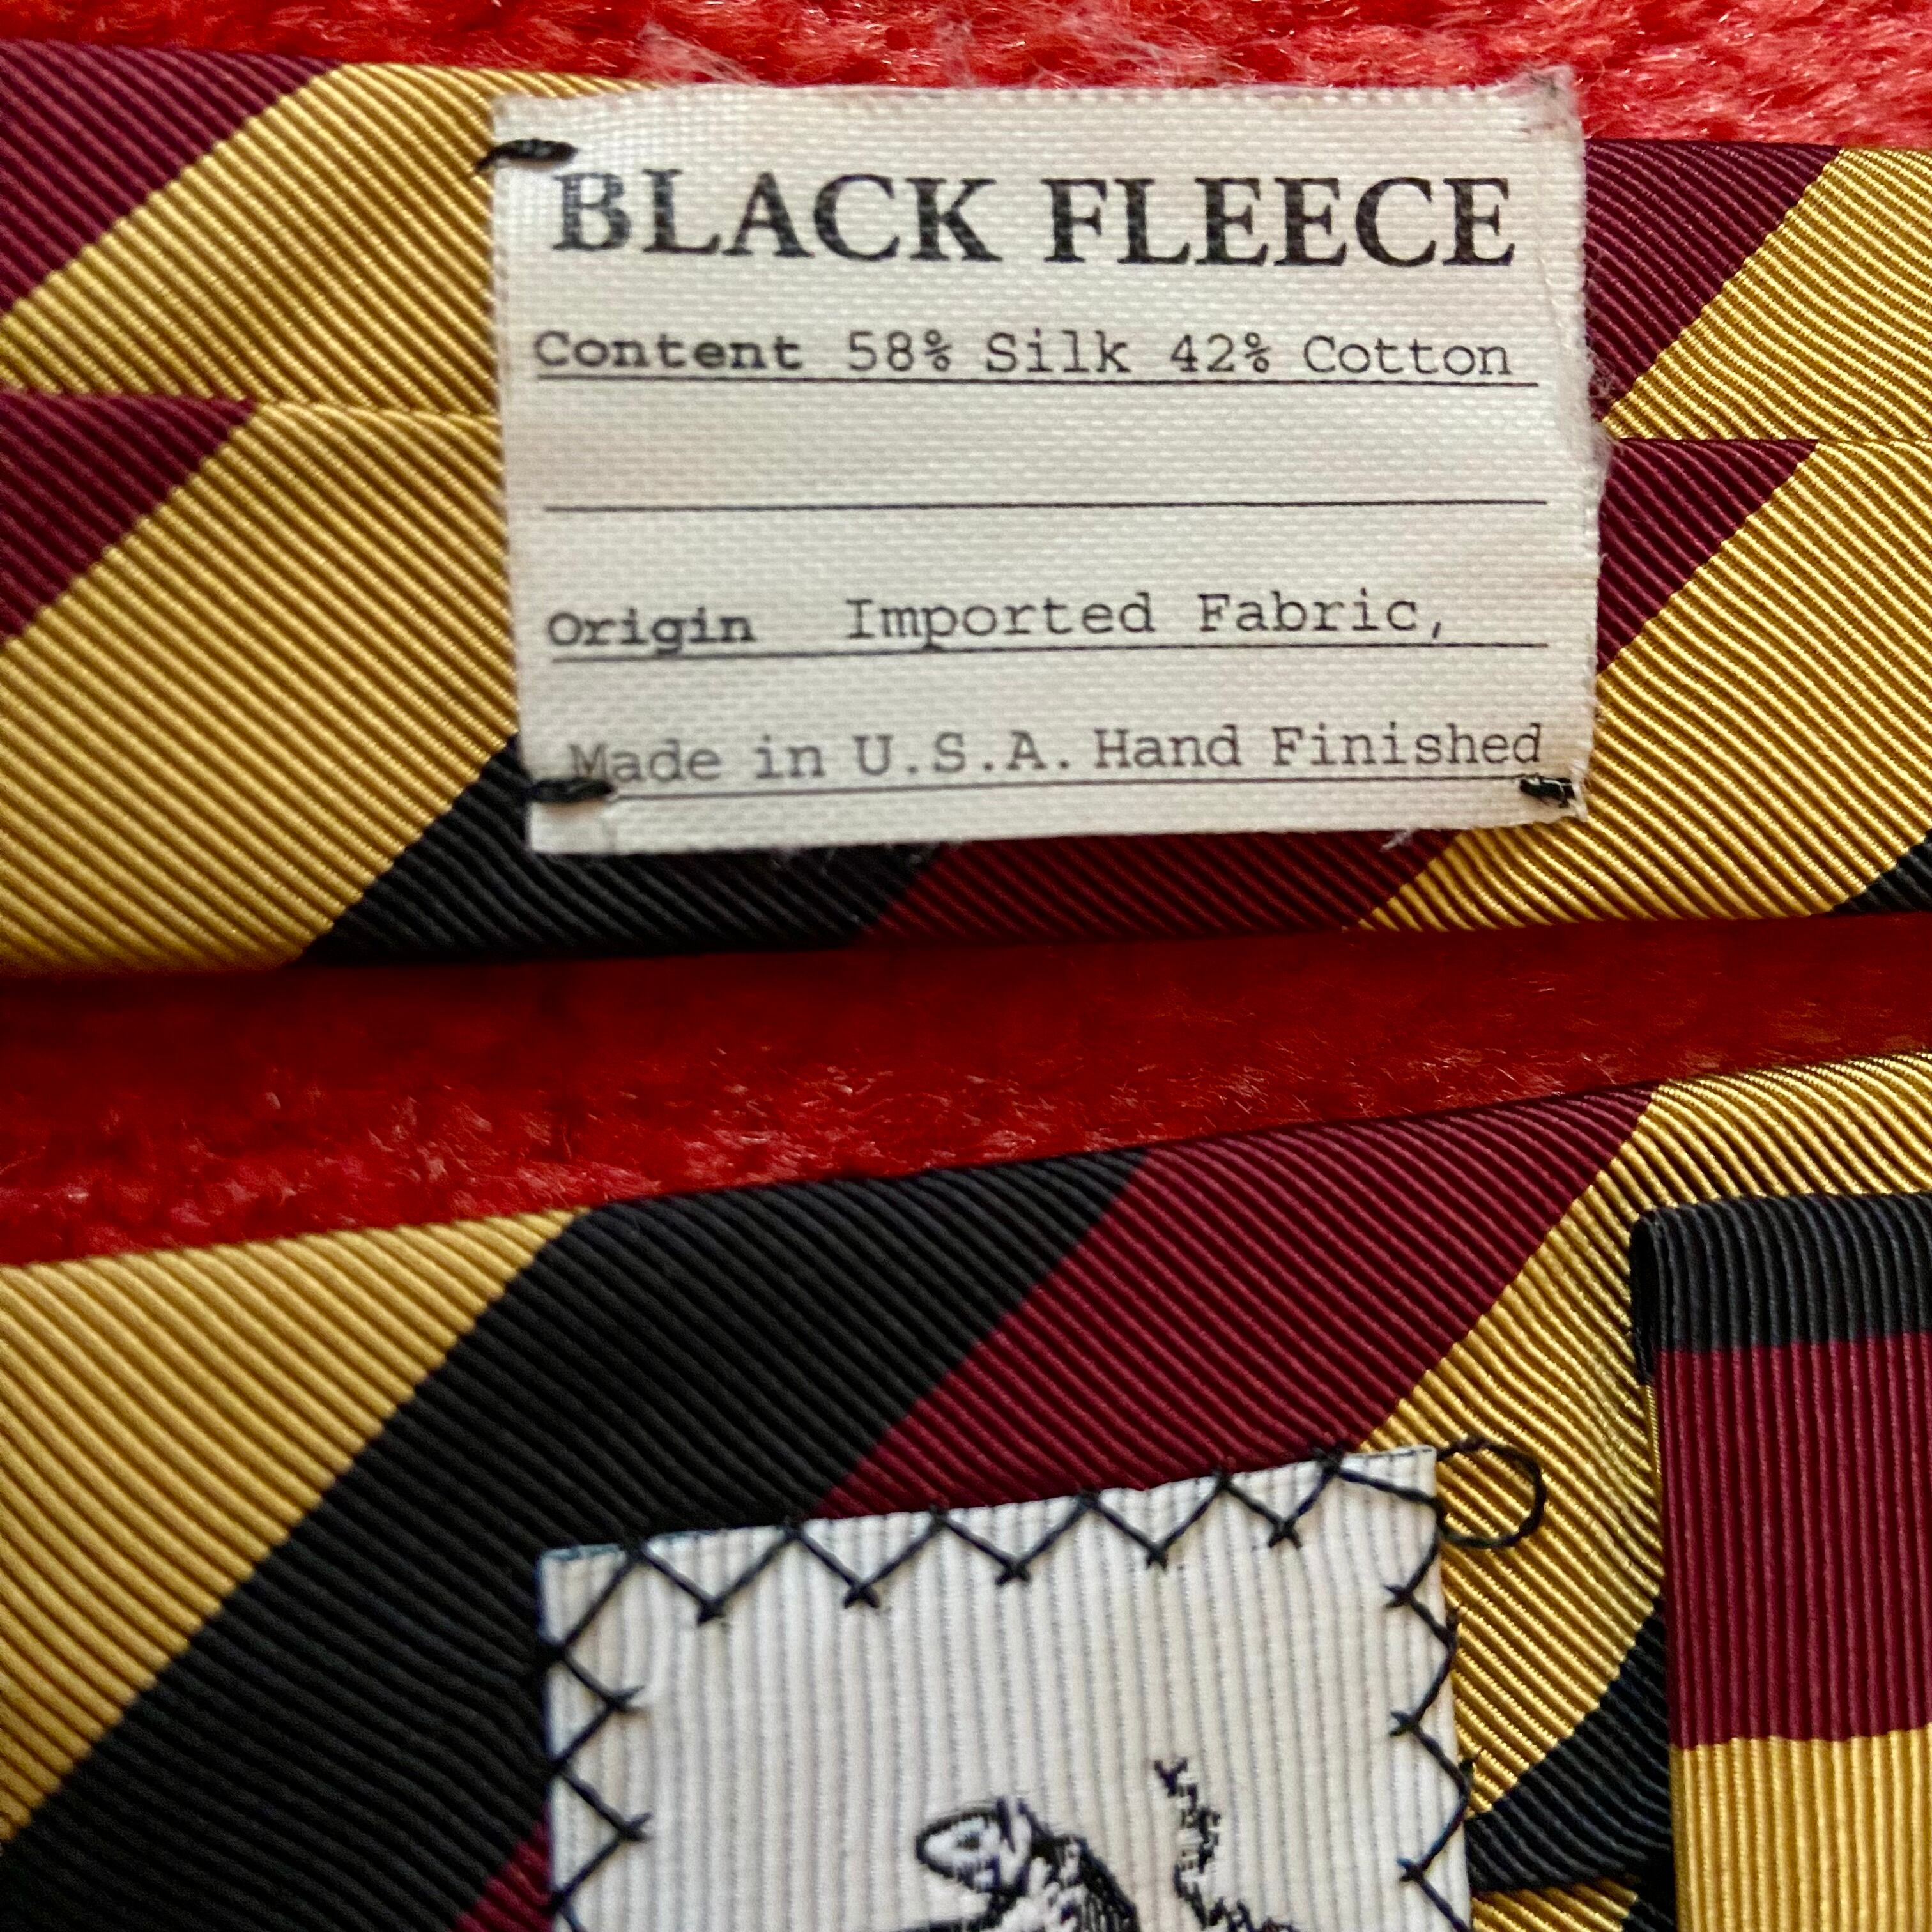 BLACK FLEECE
Content 58% Silk 42% Cotton
Origin Imported Fabric,
Made in U.S.A. Hand Finished